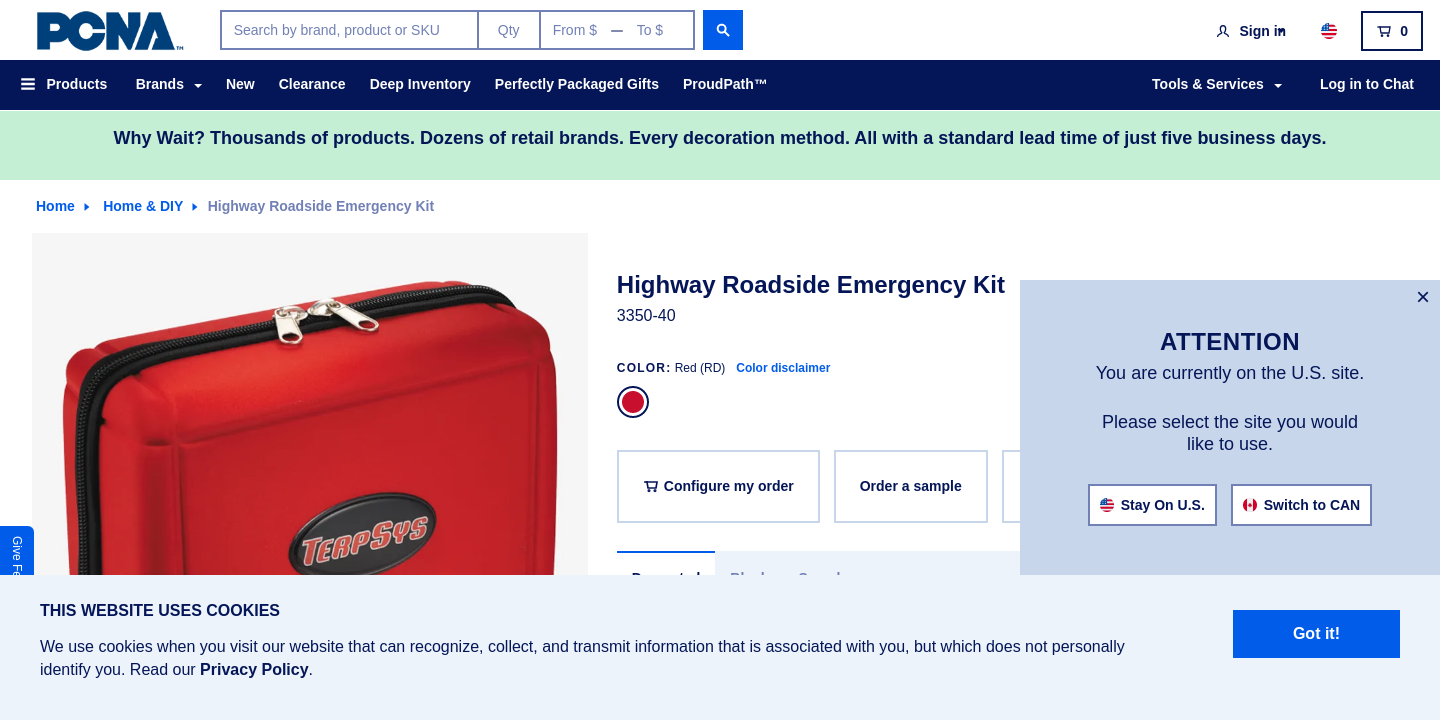 PCNA™
Search by brand, product or SKU
Qty
From $ — To $
Sign in
0
Products
Brands
New
Clearance
Deep Inventory
Perfectly Packaged Gifts
ProudPath™
Tools & Services
Log in to Chat
Why Wait? Thousands of products. Dozens of retail brands. Every decoration method. All with a standard lead time of just five business days.
Home
Home & DIY
Highway Roadside Emergency Kit
TERPSYS
Highway Roadside Emergency Kit
3350-40
COLOR: Red (RD) Color disclaimer
Configure my order
Order a sample
×
ATTENTION
You are currently on the U.S. site.
Please select the site you would
like to use.
Stay On U.S.
Switch to CAN
Give
THIS WEBSITE USES COOKIES
We use cookies when you visit our website that can recognize, collect, and transmit information that is associated with you, but which does not personally
identify you. Read our Privacy Policy.
Got it!